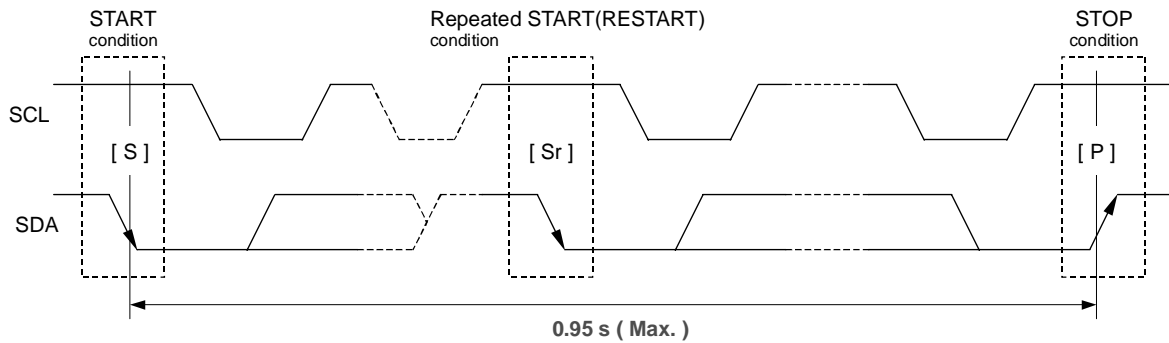 START
condition
Repeated START(RESTART)
condition
STOP
condition
SCL
[ S ]
[ Sr ]
[ P ]
SDA
0.95 s ( Max. )